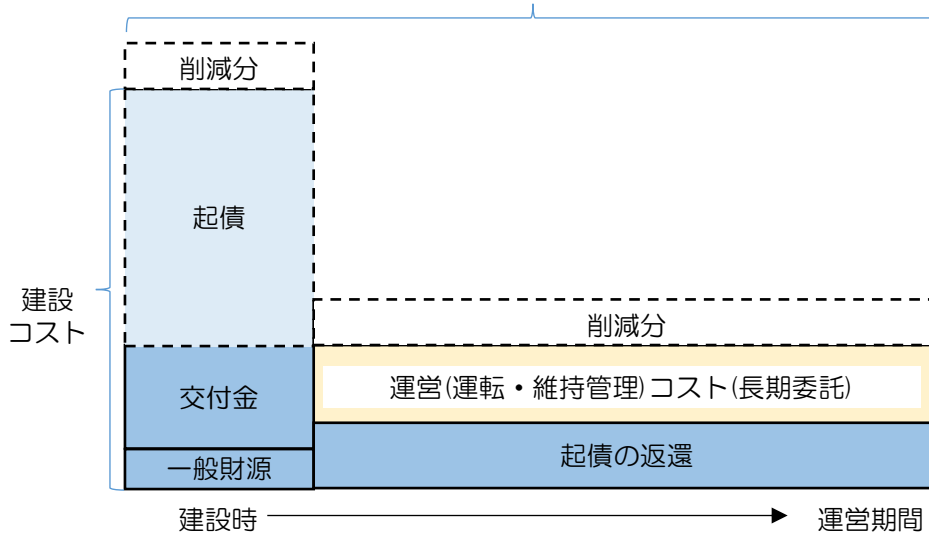 削減分
起債
建設
コスト
削減分
交付金
運営(運転・維持管理)コスト(長期委託)
一般財源
起債の返還
建設時
運営期間